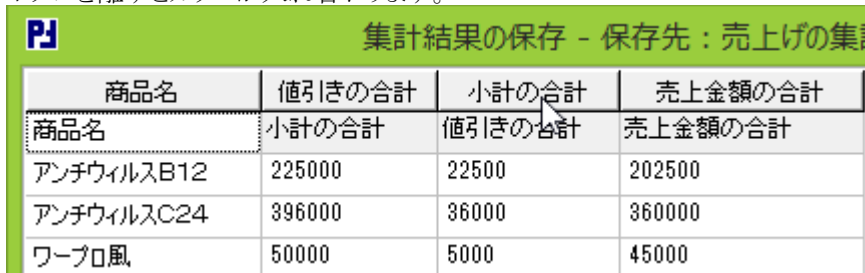 集計結果の保存 - 保存先：売上げの集
商品名 値引きの合計 小計の合計 売上金額の合計
商品名 小計の合計 値引きの合計 売上金額の合計
アンチウィルスB12 225000 22500 202500
アンチウィルスC24 396000 36000 360000
ワープロ風 50000 5000 45000